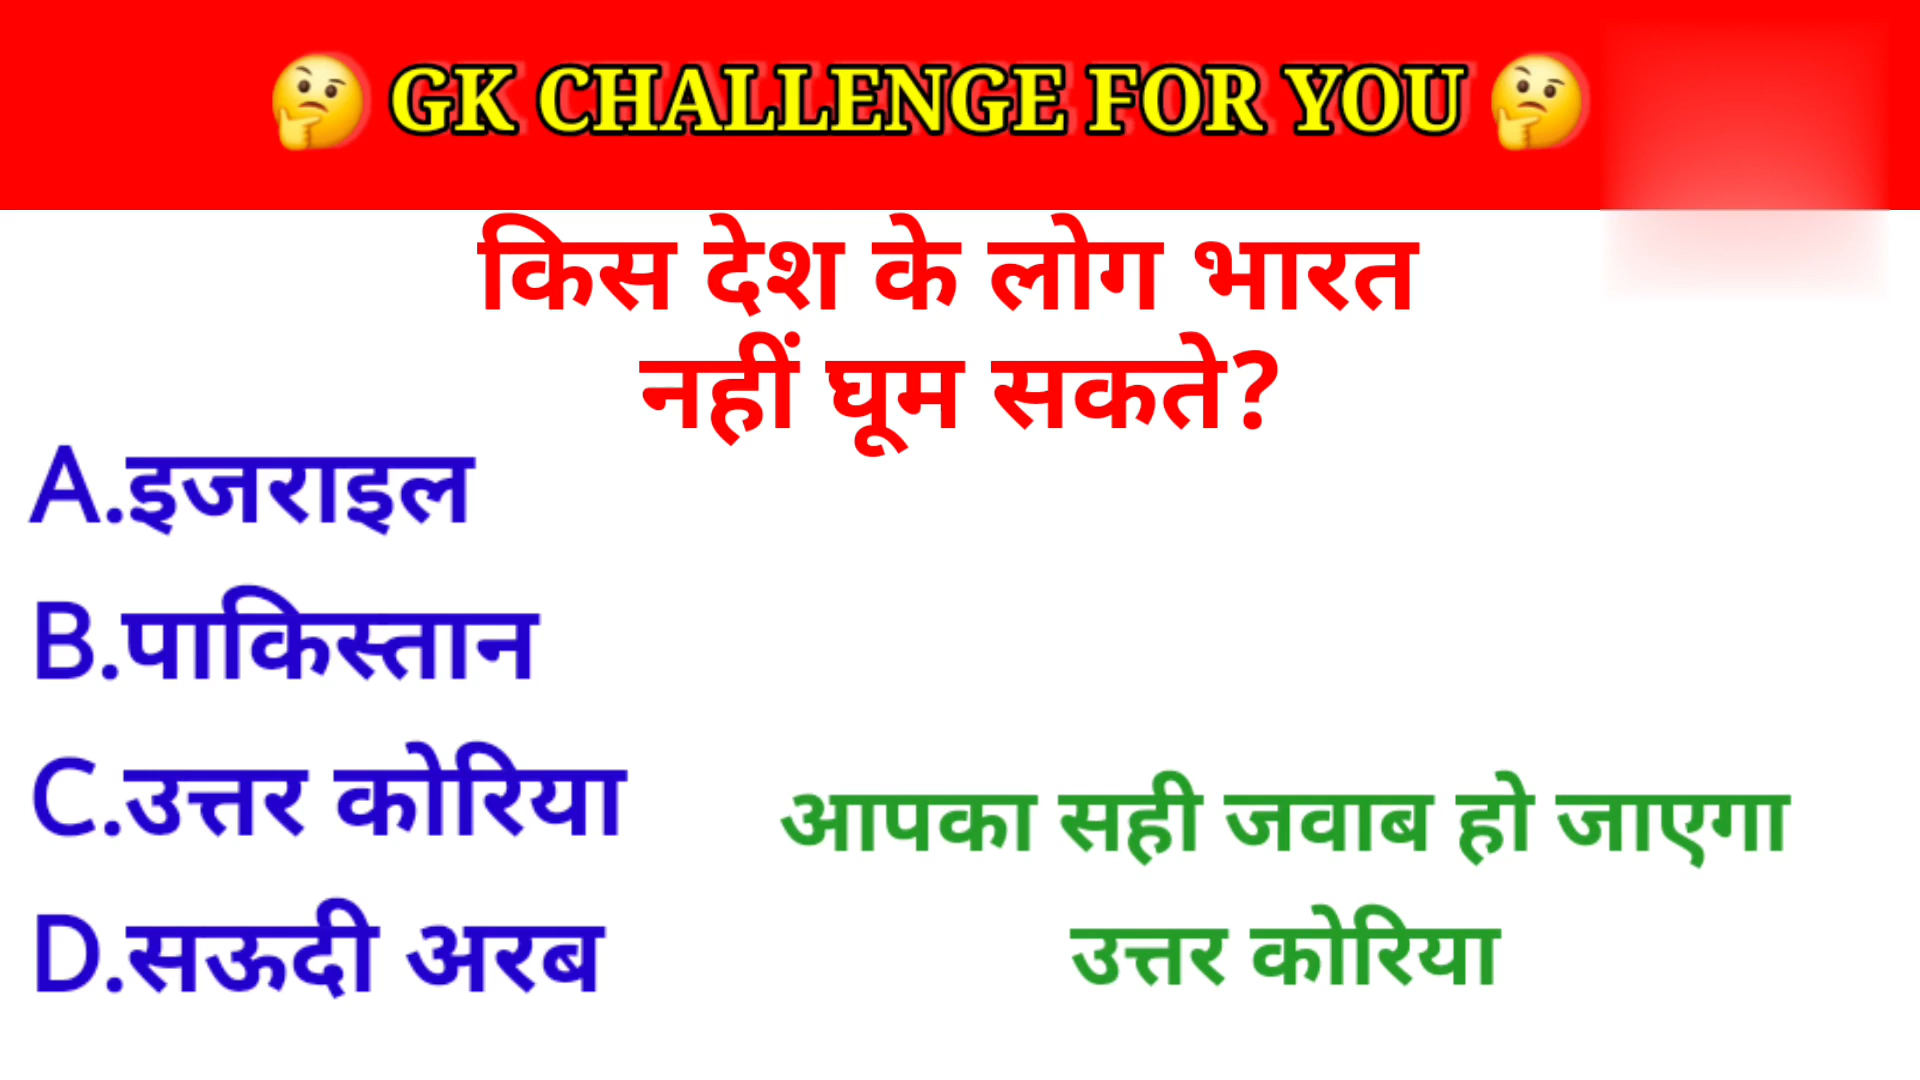 🤔 GK CHALLENGE FOR YOU 🤔
किस देश के लोग भारत
नहीं घूम सकते?
A.इजराइल
B.पाकिस्तान
C.उत्तर कोरिया
D.सऊदी अरब
आपका सही जवाब हो जाएगा
उत्तर कोरिया